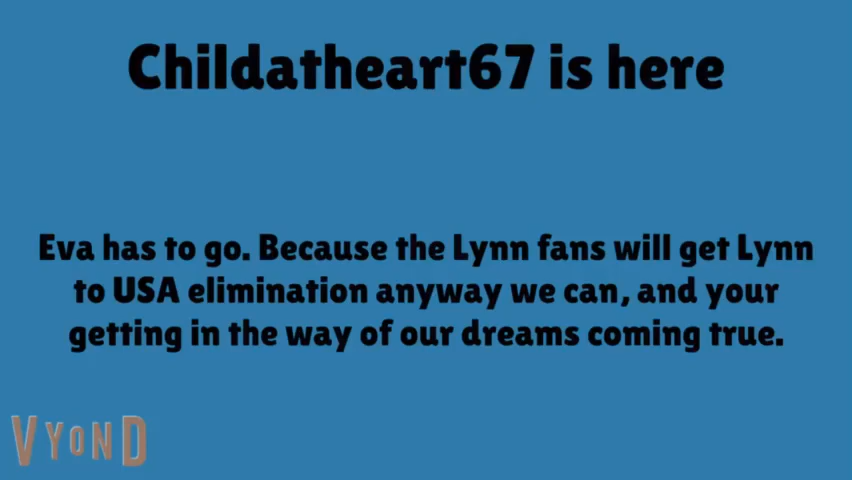 Childatheart67 is here
Eva has to go. Because the Lynn fans will get Lynn
to USA elimination anyway we can, and your
getting in the way of our dreams coming true.
VYOND